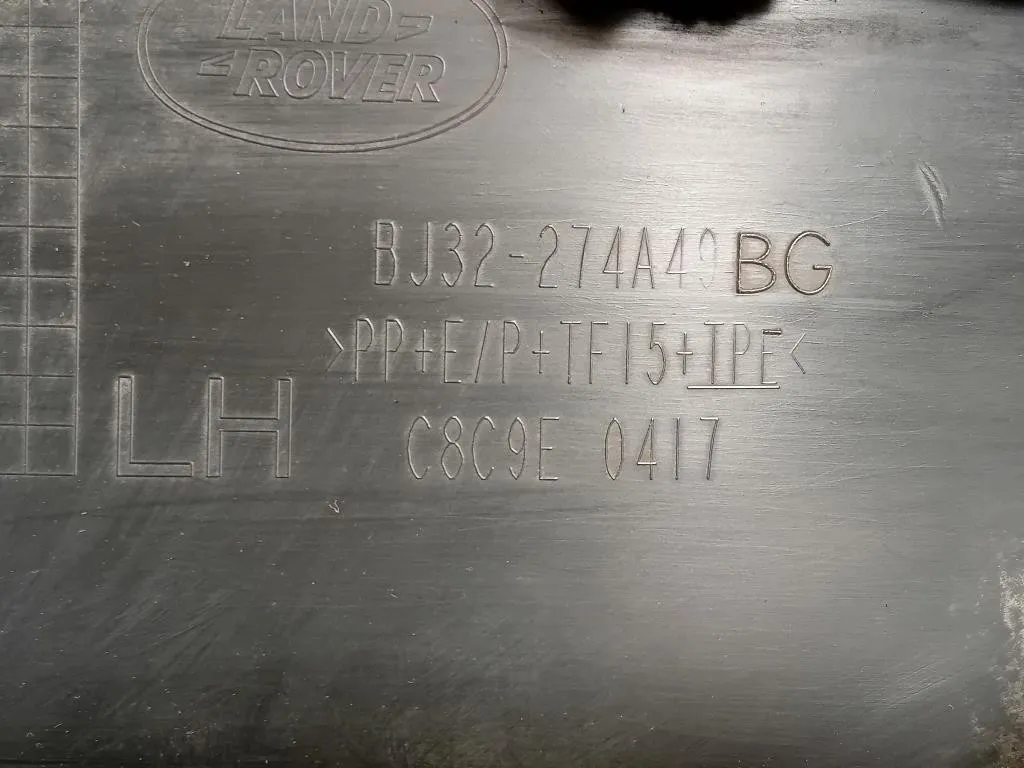 LAND
ROVER
BJ32-274A49BG
>PP+E/P+TF15+TPE<
LH
C8C9E 0417